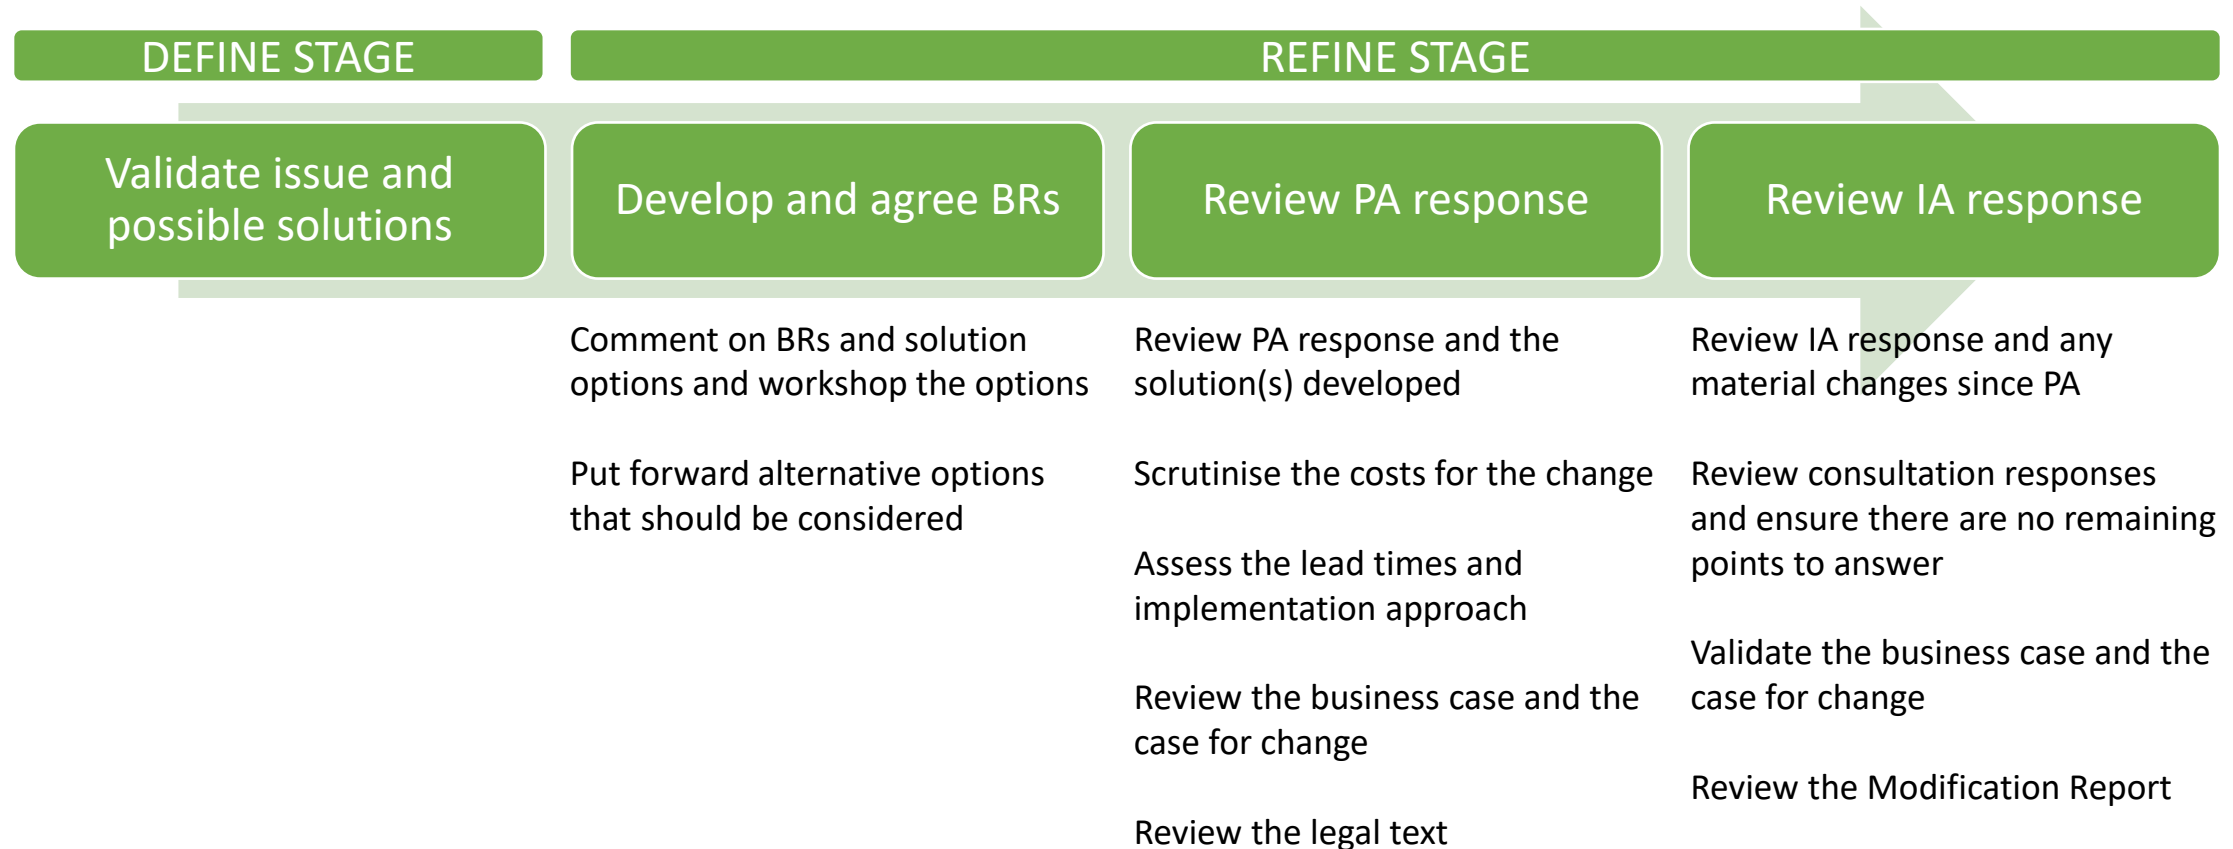 DEFINE STAGE
REFINE STAGE
Validate issue and
possible solutions
Develop and agree BRs
Review PA response
Review IA response
Comment on BRs and solution
options and workshop the options
Put forward alternative options
that should be considered
Review PA response and the
solution(s) developed
Scrutinise the costs for the change
Assess the lead times and
implementation approach
Review the business case and the
case for change
Review the legal text
Review IA response and any
material changes since PA
Review consultation responses
and ensure there are no remaining
points to answer
Validate the business case and the
case for change
Review the Modification Report